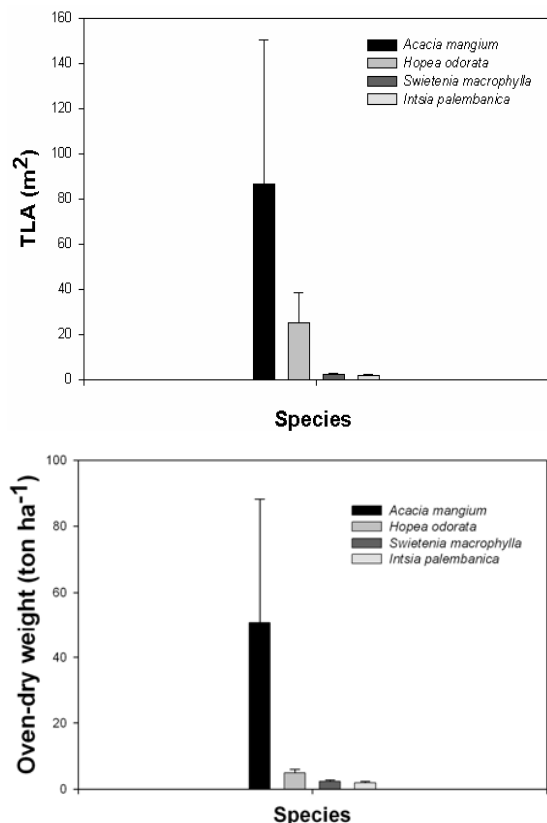 160
140
120
100
80
60
40
20
0
TLA (m²)
Acacia mangium
Hopea odorata
Swietenia macrophylla
Intsia palembanica
Species
100
80
60
40
20
0
Oven-dry weight (ton ha⁻¹)
Acacia mangium
Hopea odorata
Swietenia macrophylla
Intsia palembanica
Species